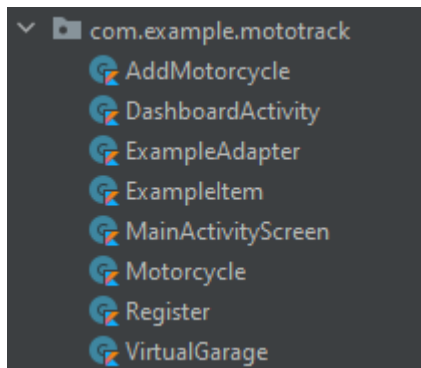 com.example.mototrack
AddMotorcycle
DashboardActivity
ExampleAdapter
ExampleItem
MainActivityScreen
Motorcycle
Register
VirtualGarage